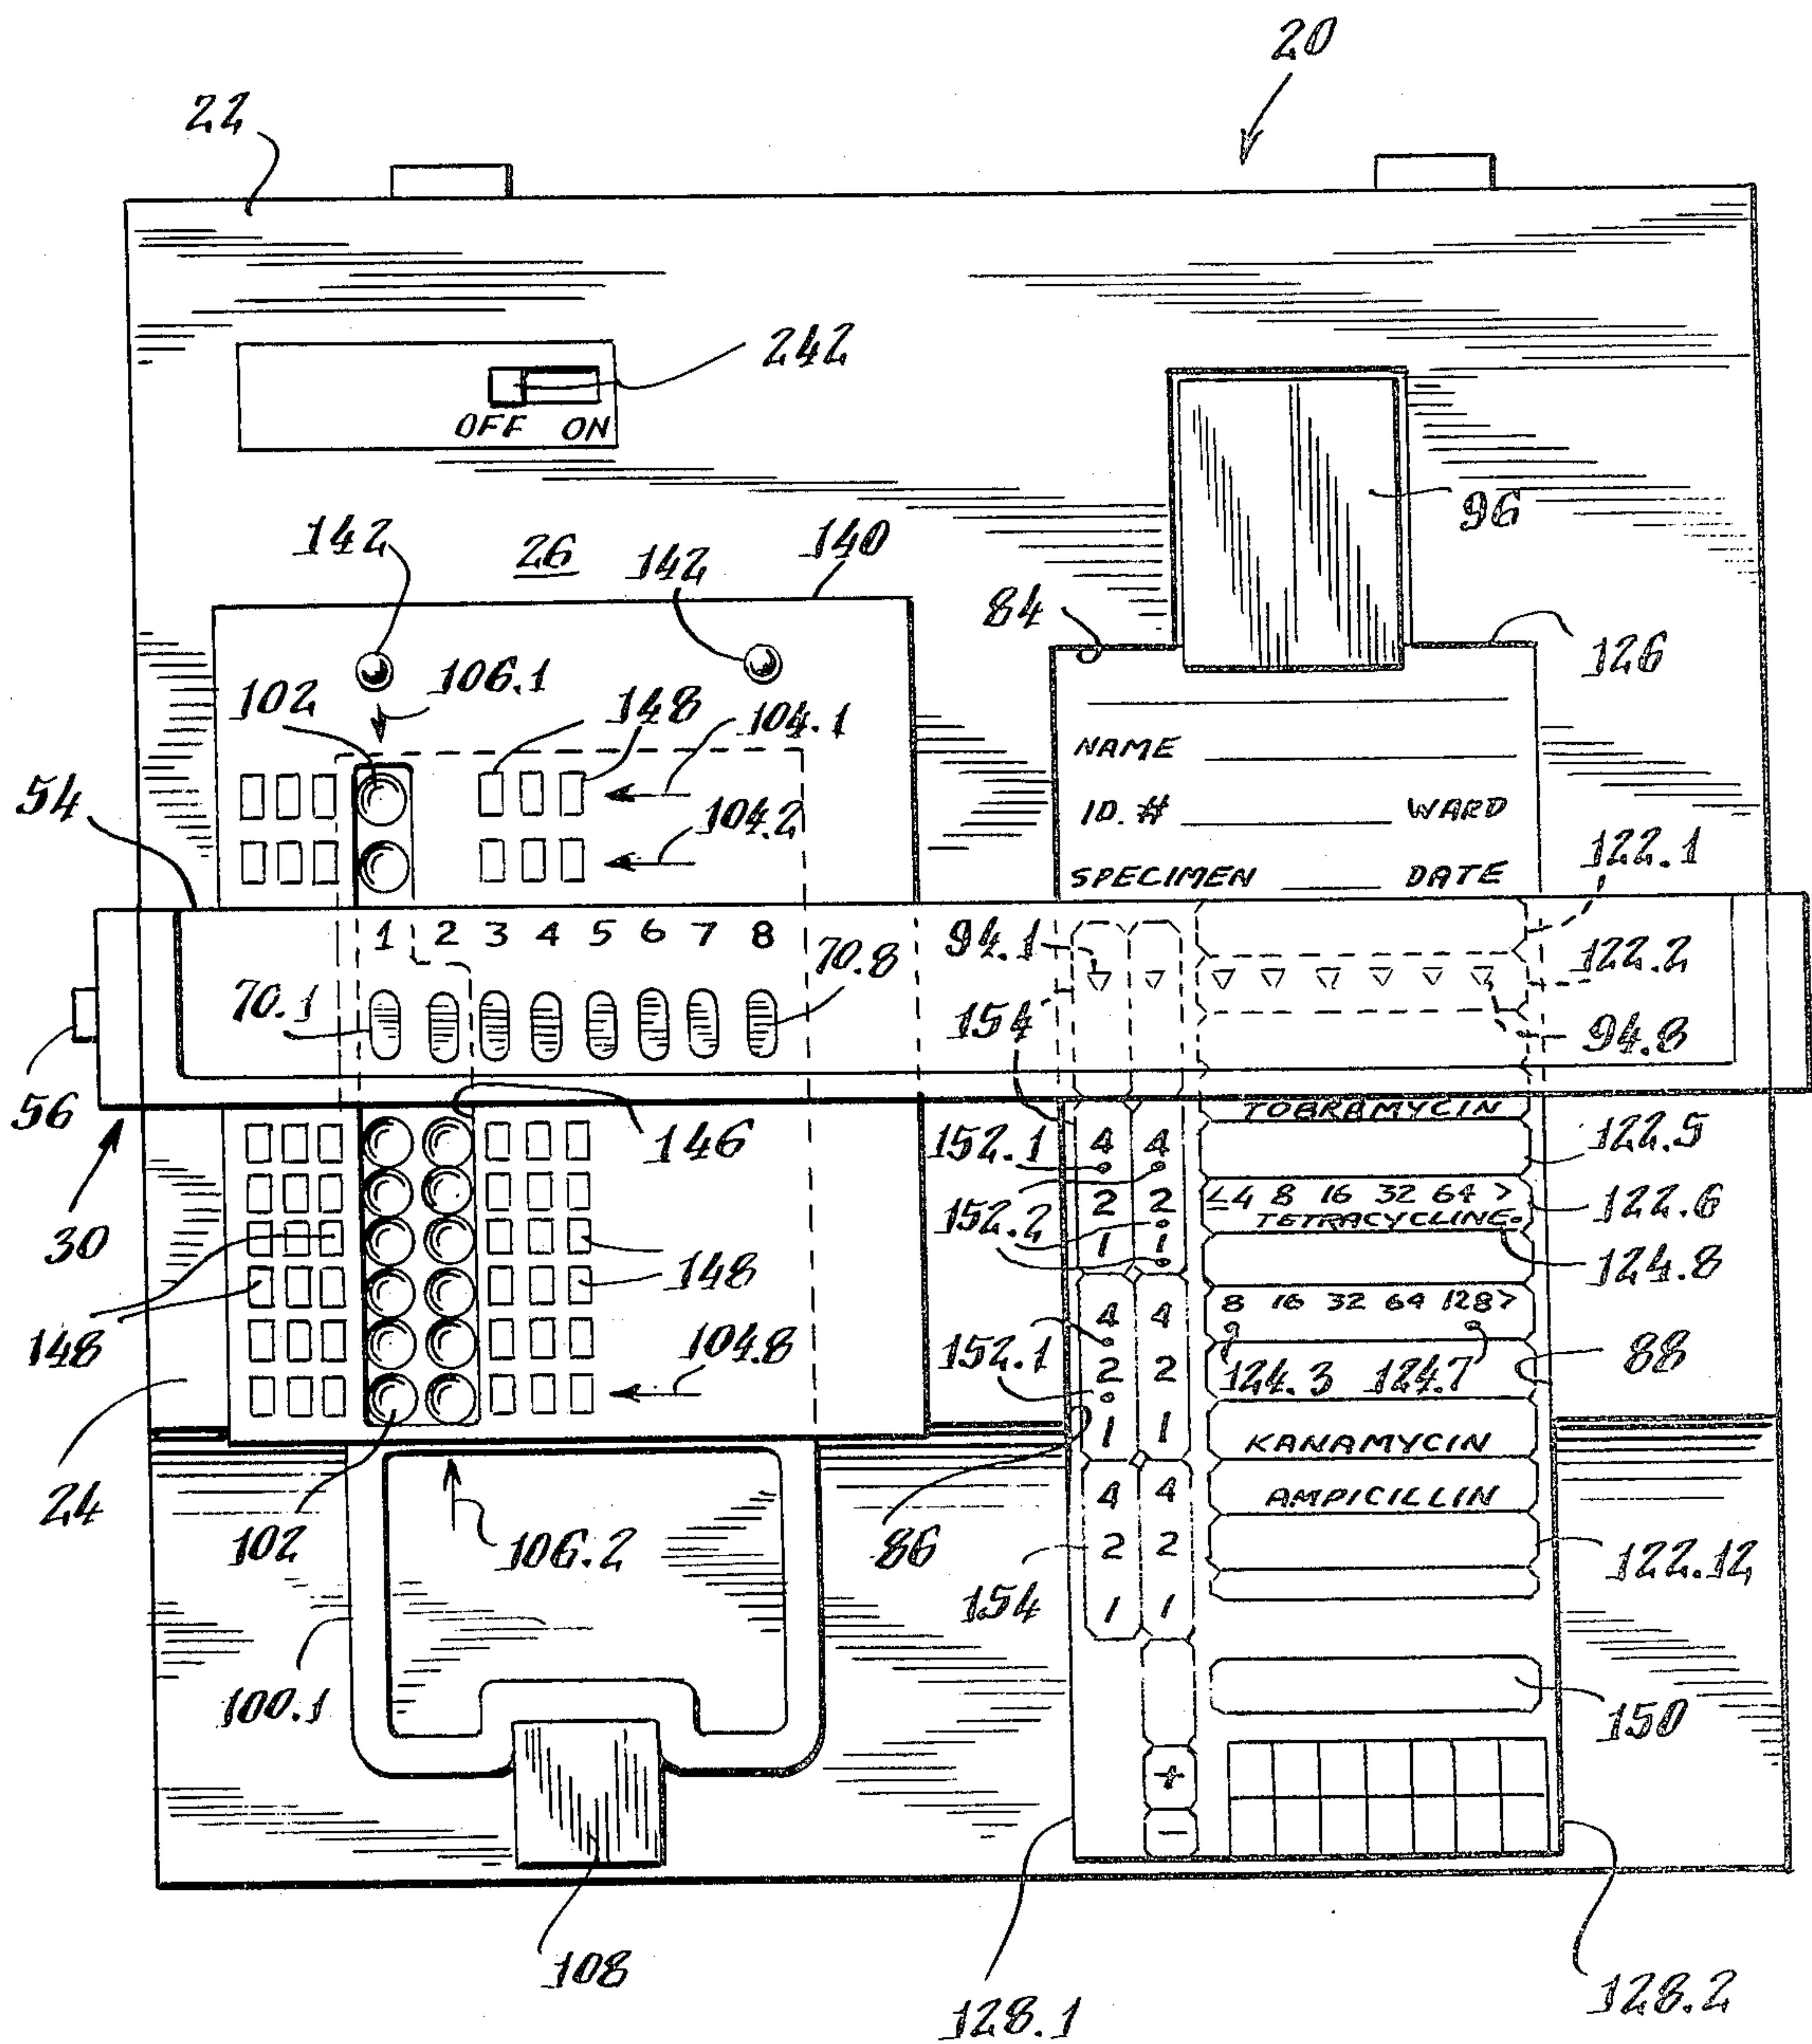 20
22
242
OFF ON
96
142 26 142 140
84
126
106.1
102 148 104.1
NAME
54 ID. # WARD
104.2
122.1
SPECIMEN DATE
1 2 3 4 5 6 7 8
94.1 122.2
70.8
70.1
154
94.8
56
TOBRAMYCIN
146 152.1 4 4 122.5
30 152.2 2 2 ≤4 8 16 32 64 > 122.6
TETRACYCLINE
1 1
148 124.8
148 4 4 8 16 32 64 128>
104.8 152.1 88
2 2 124.3 124.7
1 1 KANAMYCIN
24 4 4 AMPICILLIN
102 106.2 86 2 2
122.12
154 1 1
100.1
150
+
-
108
128.1 128.2